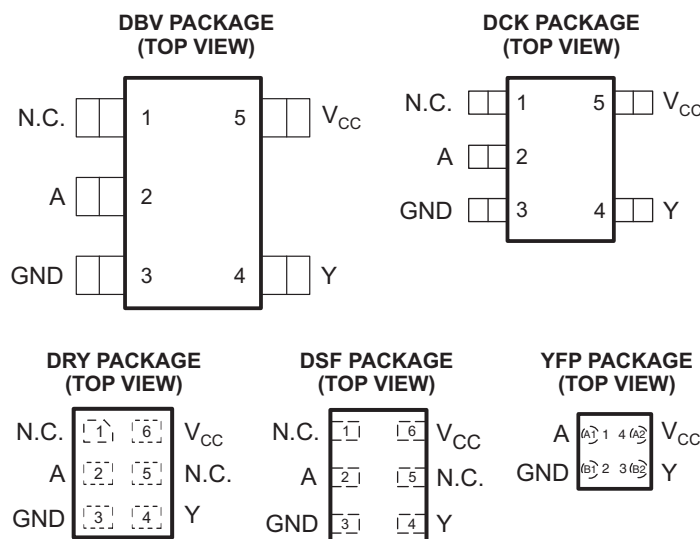 DBV PACKAGE
(TOP VIEW)
N.C. 1 5 VCC
A 2
GND 3 4 Y
DCK PACKAGE
(TOP VIEW)
N.C. 1 5 VCC
A 2
GND 3 4 Y
DRY PACKAGE
(TOP VIEW)
N.C. 1 6 VCC
A 2 5 N.C.
GND 3 4 Y
DSF PACKAGE
(TOP VIEW)
N.C. 1 6 VCC
A 2 5 N.C.
GND 3 4 Y
YFP PACKAGE
(TOP VIEW)
A A1 1 4 A2 VCC
GND B1 2 3 B2 Y